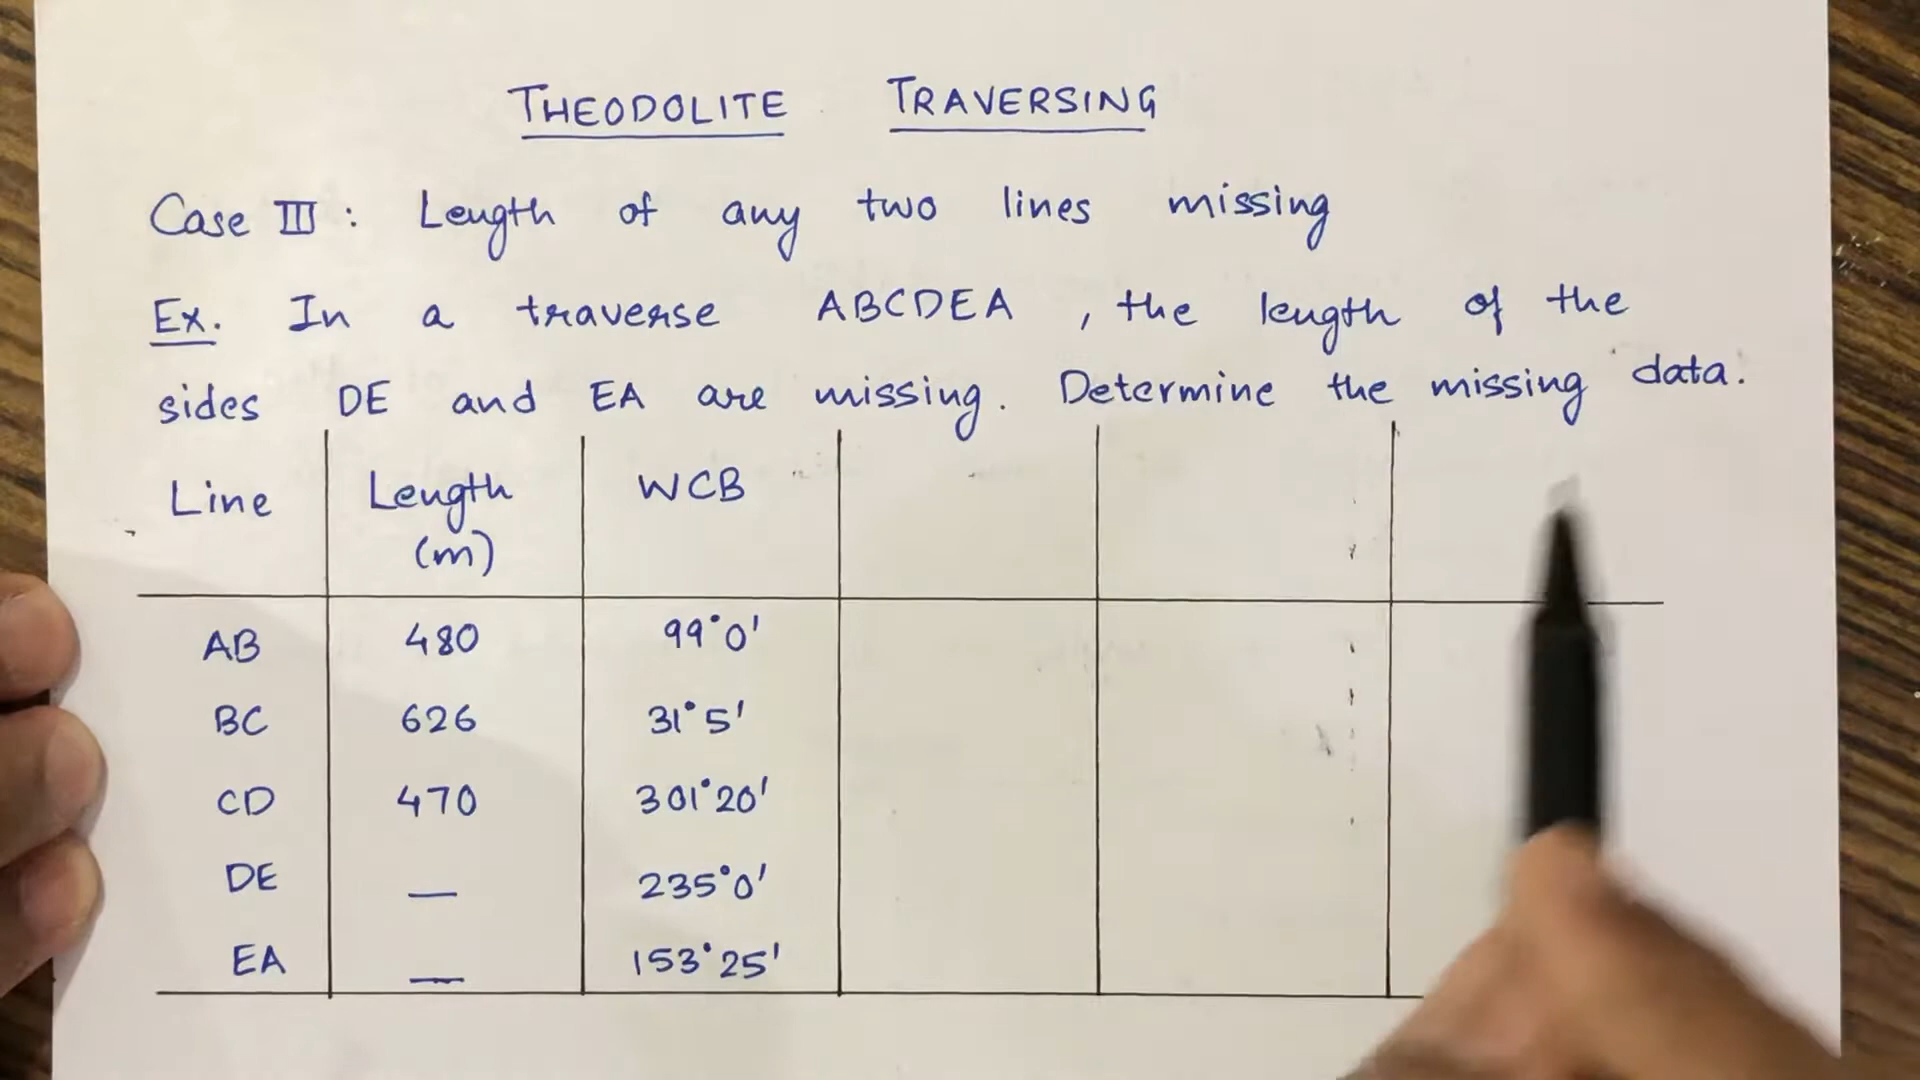 THEODOLITE TRAVERSING
Case III : Length of any two lines missing
Ex. In a traverse ABCDEA , the length of the
sides DE and EA are missing. Determine the missing data.
Line Length (m) WCB
AB 480 99°0'
BC 626 31°5'
CD 470 301°20'
DE — 235°0'
EA — 153°25'